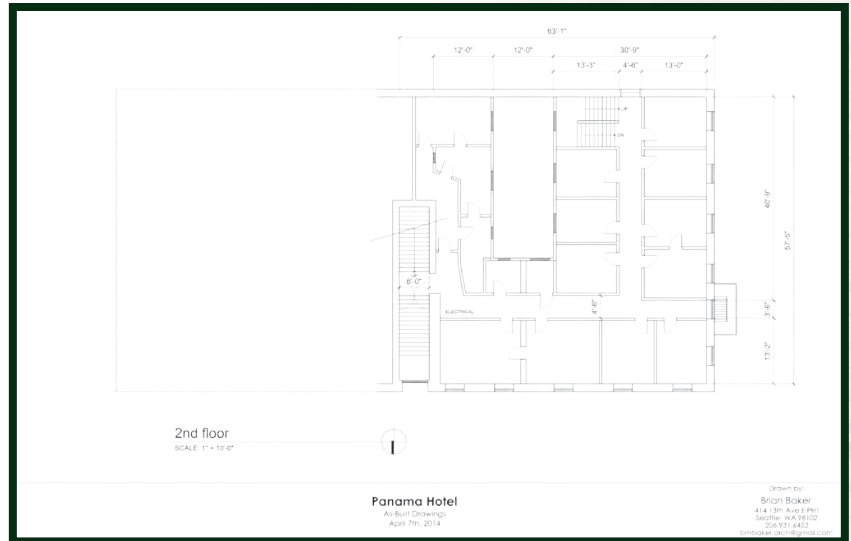 63'-1"
12'-0" 12'-0" 30'-9"
13'-3" 4'-6" 13'-0"
UP
DN
40'-9"
57'-5"
UP
6'-0"
ELECTRICAL
4'-6"
3'-6"
13'-2"
2nd floor
SCALE: 1" = 10'-0"
Panama Hotel
As-Built Drawings
April 7th, 2014
Drawn by:
Brian Baker
414 13th Ave E PH1
Seattle, WA 98102
206.931.6452
bmbaker.arch@gmail.com